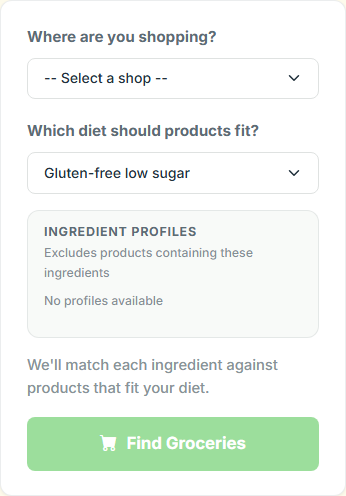 Where are you shopping?
-- Select a shop --
Which diet should products fit?
Gluten-free low sugar
INGREDIENT PROFILES
Excludes products containing these
ingredients
No profiles available
We'll match each ingredient against
products that fit your diet.
Find Groceries